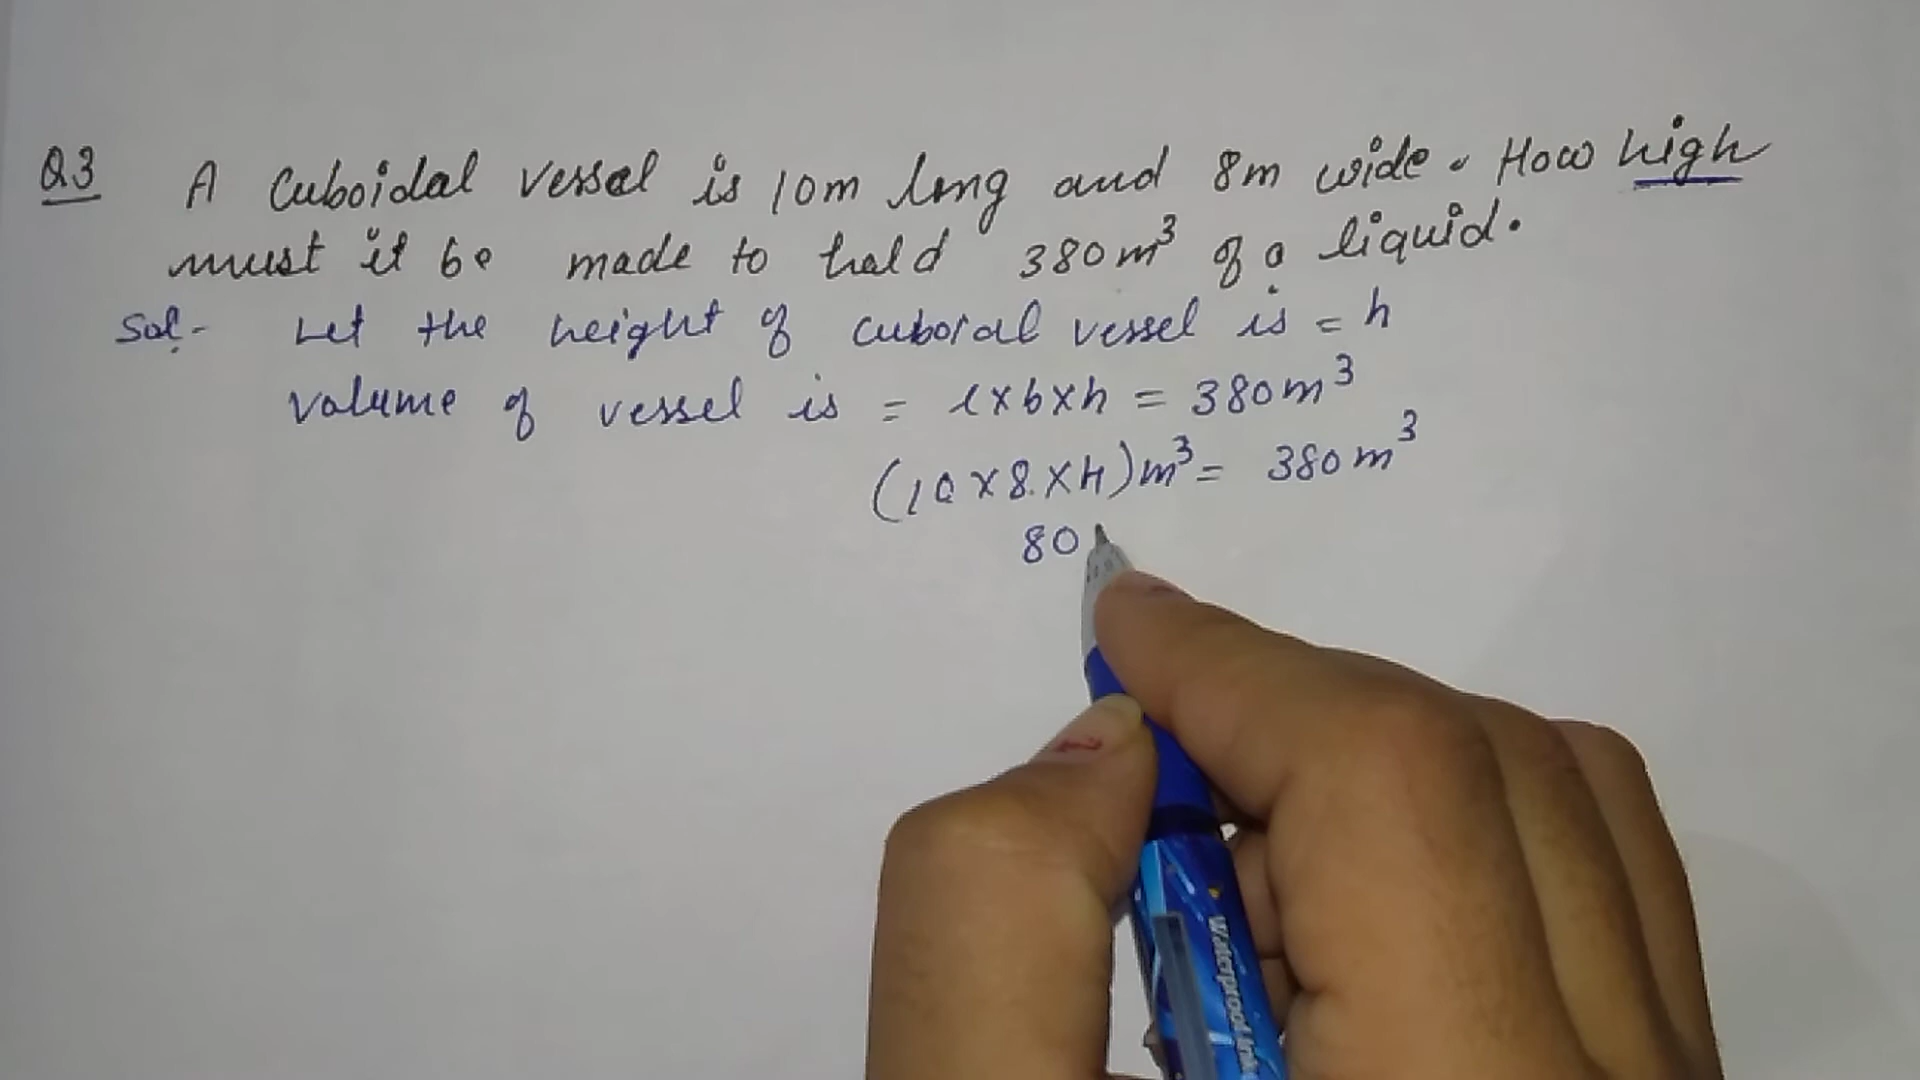 Q3 A Cuboidal vessel is 10m long and 8m wide. How high
must it be made to hold 380m³ of a liquid.
Sol- Let the height of cuboial vessel is = h
Volume of vessel is = l×b×h = 380m³
(10×8×h)m³ = 380m³
80
Waterproof Ink